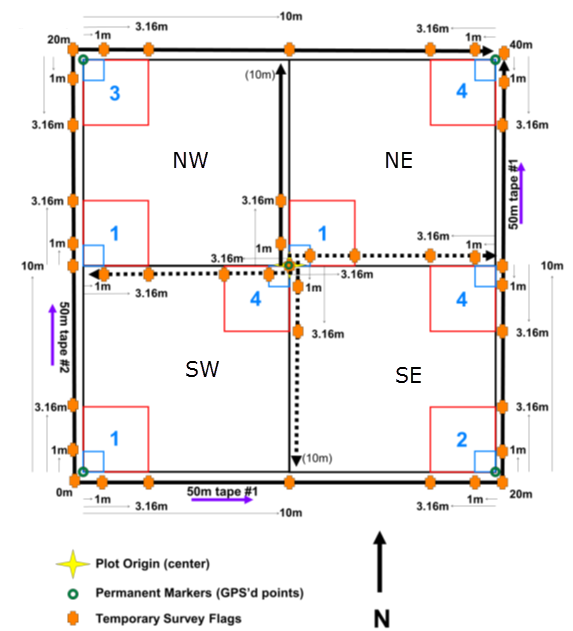 10m
3.16m 3.16m
20m 1m 1m 40m
1m (10m) 1m
3 4
3.16m 3.16m
NW NE
50m tape #1
3.16m 3.16m
1 1
1m 1m 3.16m 1m
3.16m
10m 10m
1m 3.16m 1m 1m
3.16m 4 4
50m tape #2
3.16m 3.16m
SW SE
3.16m 3.16m
1 2
1m (10m) 1m
0m 50m tape #1 20m
1m 1m
3.16m 3.16m
10m
Plot Origin (center)
Permanent Markers (GPS'd points)
Temporary Survey Flags
N